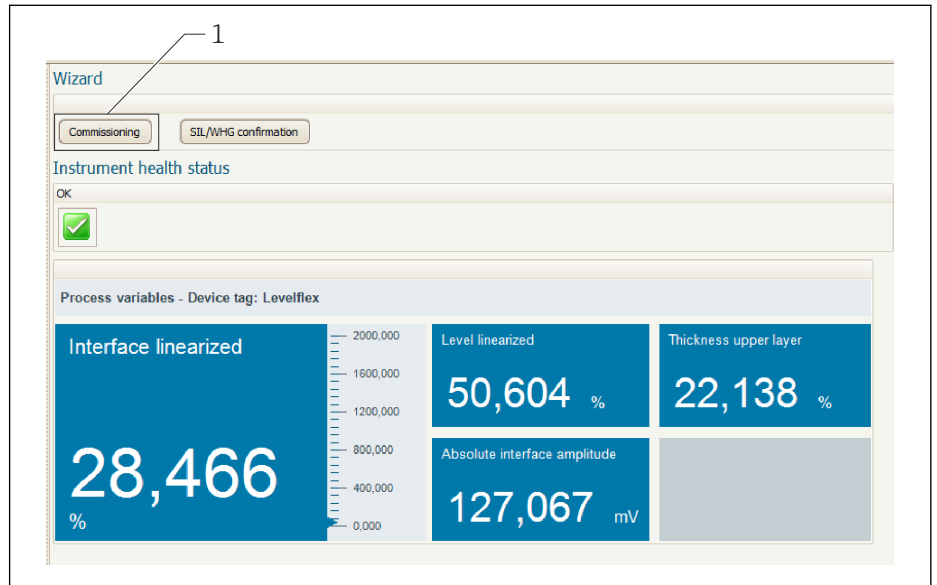 1
Wizard
Commissioning
SIL/WHG confirmation
Instrument health status
OK
Process variables - Device tag: Levelflex
Interface linearized
28,466
%
2000,000
1600,000
1200,000
800,000
400,000
0,000
Level linearized
50,604 %
Thickness upper layer
22,138 %
Absolute interface amplitude
127,067 mV